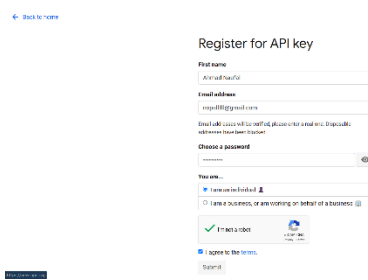 ← Back to home
Register for API key
First name
Ahmad Naufal
Email address
Email addresses will be verified, please enter a real one. Disposable
addresses have been blocked.
Choose a password
You are...
I am an individual
I am a business, or am working on behalf of a business
I'm not a robot
I agree to the terms.
Submit